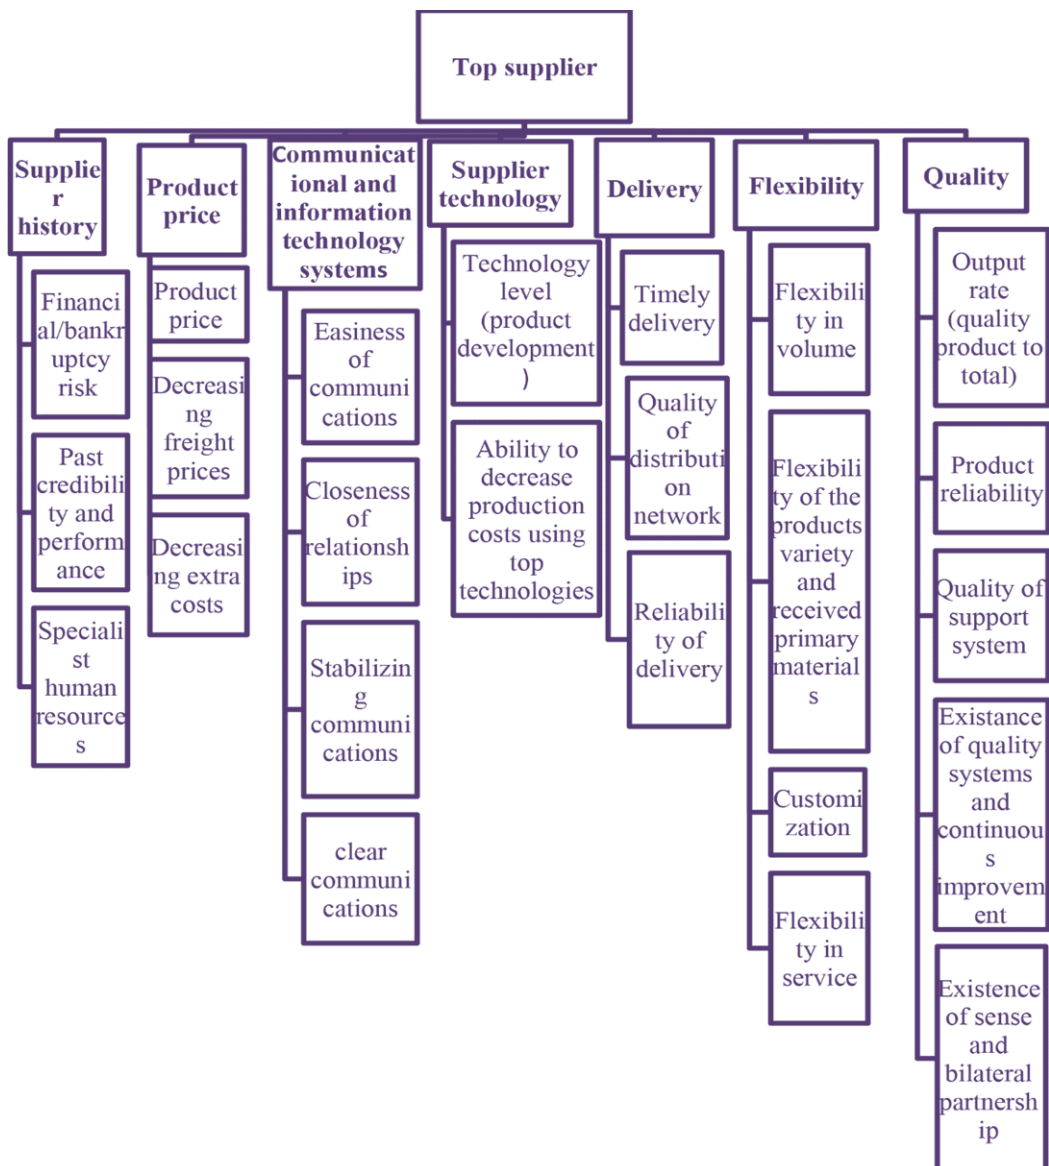 Top supplier
Supplie
r
history
Financi
al/bankr
uptcy
risk
Past
credibili
ty and
perform
ance
Speciali
st
human
resource
s
Product
price
Product
price
Decreasi
ng
freight
prices
Decreasi
ng extra
costs
Communicat
ional and
information
technology
systems
Easiness
of
communi
cations
Closeness
of
relationsh
ips
Stabilizin
g
communi
cations
clear
communi
cations
Supplier
technology
Technology
level
(product
development
)
Ability to
decrease
production
costs using
top
technologies
Delivery
Timely
delivery
Quality
of
distributi
on
network
Reliabili
ty of
delivery
Flexibility
Flexibili
ty in
volume
Flexibili
ty of the
products
variety
and
received
primary
material
s
Customi
zation
Flexibili
ty in
service
Quality
Output
rate
(quality
product to
total)
Product
reliability
Quality of
support
system
Existance
of quality
systems
and
continuou
s
improvem
ent
Existence
of sense
and
bilateral
partnersh
ip